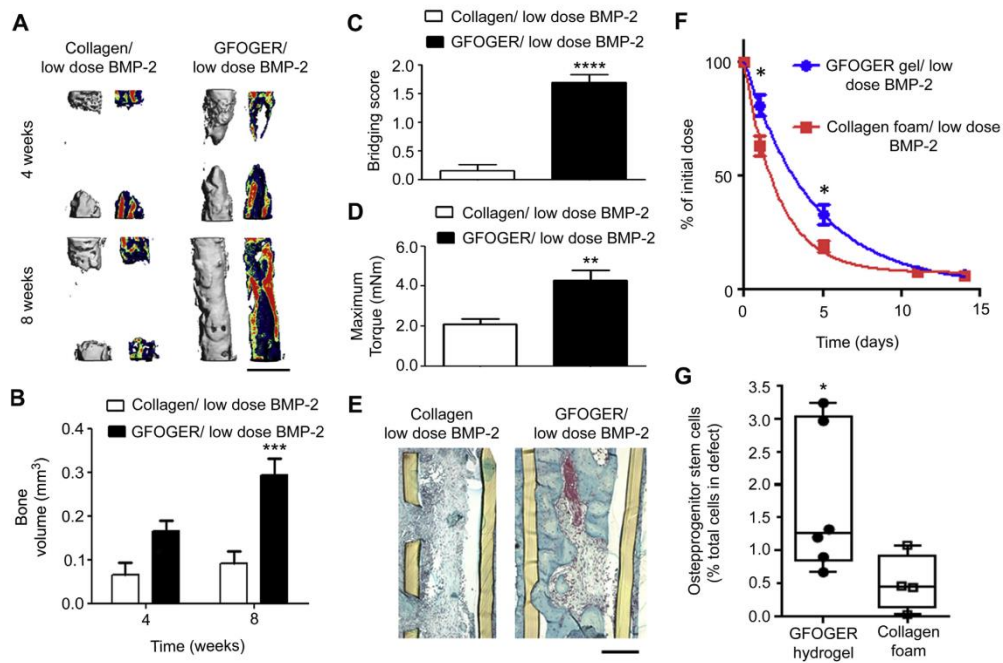 A
Collagen/
low dose BMP-2
GFOGER/
low dose BMP-2
4 weeks
8 weeks
B
Collagen/ low dose BMP-2
GFOGER/ low dose BMP-2
Bone
volume (mm³)
0.4
0.3
0.2
0.1
0.0
***
4
8
Time (weeks)
C
Collagen/ low dose BMP-2
GFOGER/ low dose BMP-2
Bridging score
2.0
1.5
1.0
0.5
0.0
****
D
Collagen/ low dose BMP-2
GFOGER/ low dose BMP-2
Maximum
Torque (mNm)
6.0
4.0
2.0
0.0
**
E
Collagen
low dose BMP-2
GFOGER/
low dose BMP-2
F
% of initial dose
100
50
0
*
*
GFOGER gel/ low
dose BMP-2
Collagen foam/ low dose
BMP-2
0
5
10
15
Time (days)
G
Ostepprogenitor stem cells
(% total cells in defect)
3.5
3.0
2.5
2.0
1.5
1.0
0.5
0.0
*
GFOGER
hydrogel
Collagen
foam